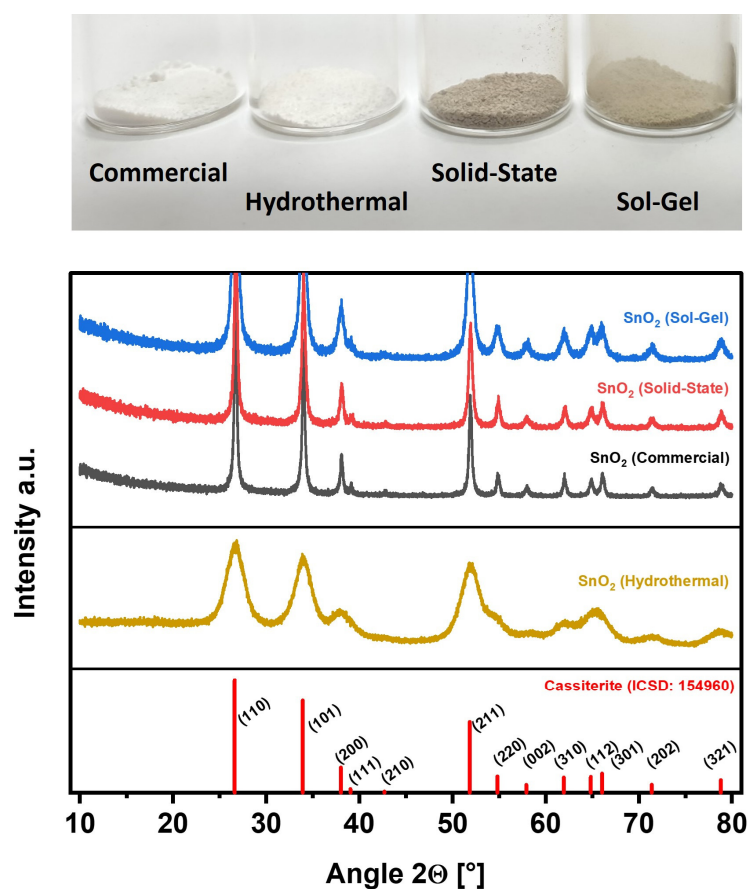 Commercial
Hydrothermal
Solid-State
Sol-Gel
Intensity a.u.
SnO₂ (Sol-Gel)
SnO₂ (Solid-State)
SnO₂ (Commercial)
SnO₂ (Hydrothermal)
Cassiterite (ICSD: 154960)
(110)
(101)
(200)
(111)
(210)
(211)
(220)
(002)
(310)
(112)
(301)
(202)
(321)
10 20 30 40 50 60 70 80
Angle 2Θ [°]